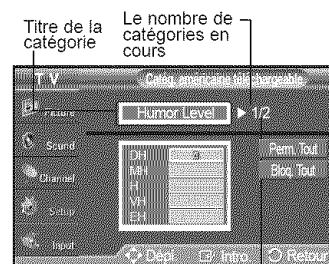 Titre de la
catégorie
Le nombre de
catégories en
cours
TV
Catég. américaine téléchargeable
Picture
Humor Level ▶ 1/2
Sound
Perm. Tout
DH a
Bloq. Tout
MH
Channel
H
VH
Setup
EH
Input
Dépl Intro Retour